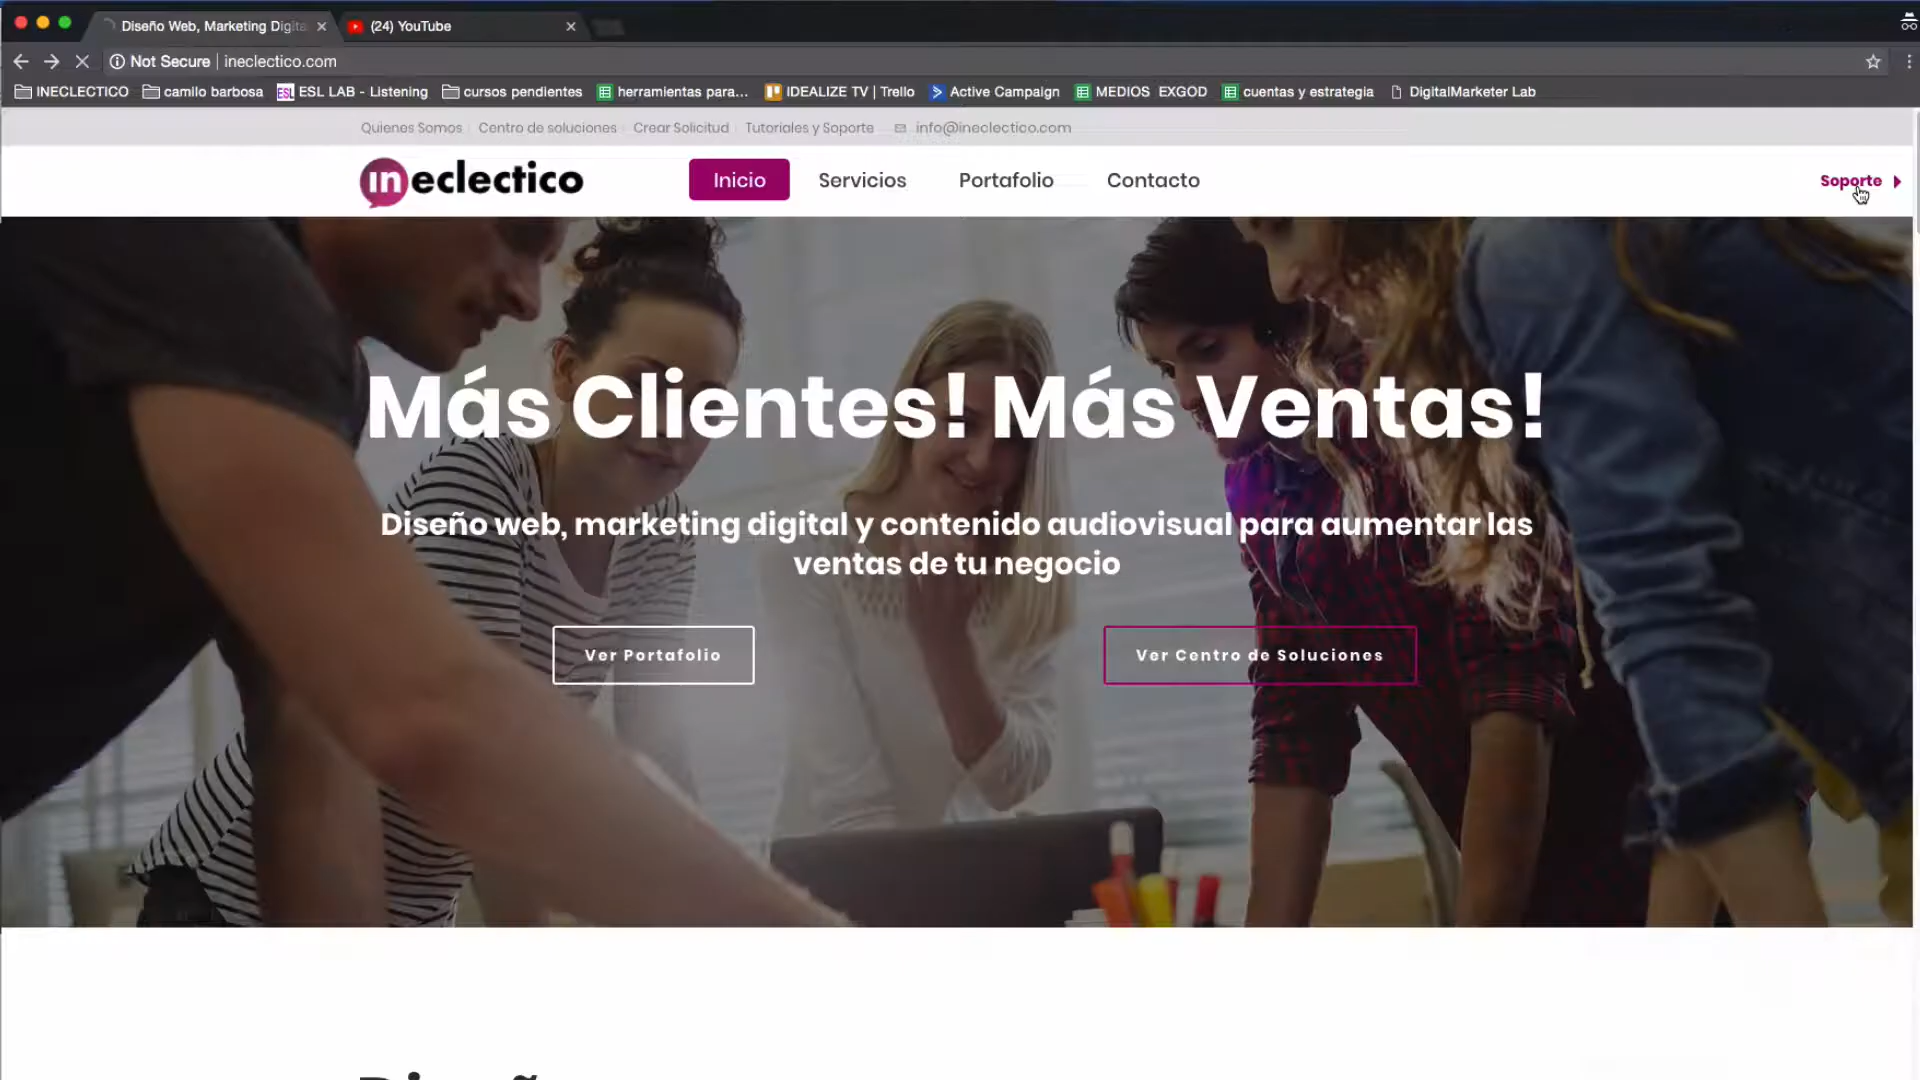 Diseño Web, Marketing Digita
(24) YouTube
Not Secure ineclectico.com
INECLECTICO camilo barbosa ESL ESL LAB - Listening cursos pendientes herramientas para... IDEALIZE TV | Trello Active Campaign MEDIOS EXGOD cuentas y estrategia DigitalMarketer Lab
Quienes Somos Centro de soluciones Crear Solicitud Tutoriales y Soporte info@ineclectico.com
ineclectico Inicio Servicios Portafolio Contacto Soporte
Más Clientes! Más Ventas!
Diseño web, marketing digital y contenido audiovisual para aumentar las
ventas de tu negocio
Ver Portafolio Ver Centro de Soluciones